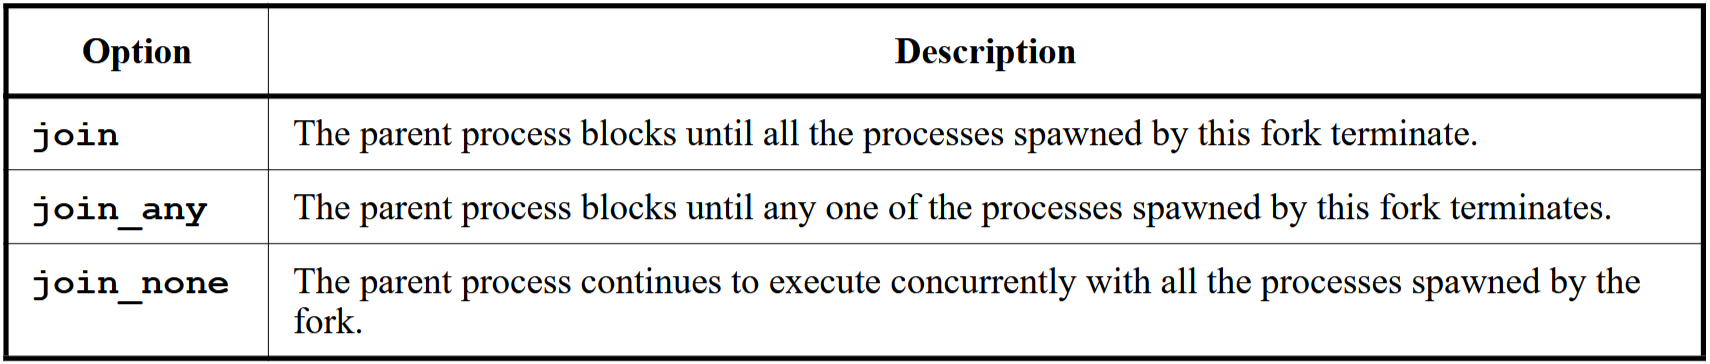 Option Description
join The parent process blocks until all the processes spawned by this fork terminate.
join_any The parent process blocks until any one of the processes spawned by this fork terminates.
join_none The parent process continues to execute concurrently with all the processes spawned by the
fork.